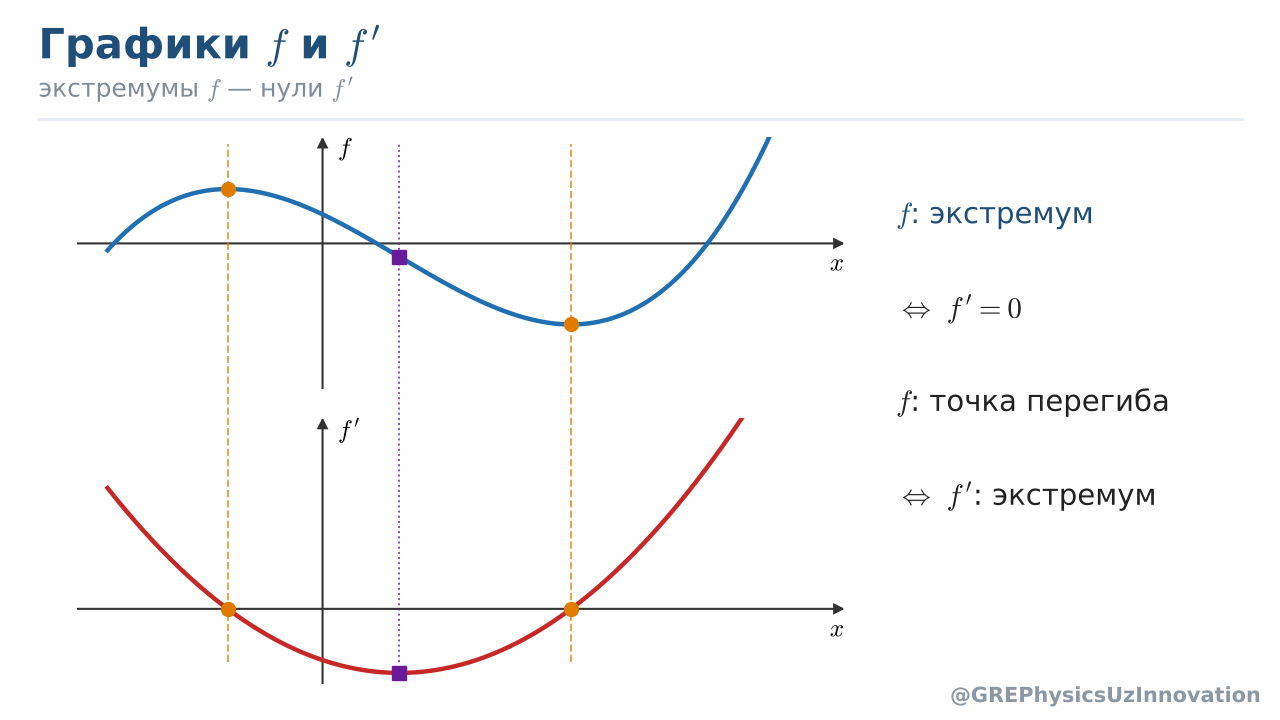 Графики f и f′
экстремумы f — нули f′
f
x
f′
x
f: экстремум
⇔ f′ = 0
f: точка перегиба
⇔ f′: экстремум
@GREPhysicsUzInnovation